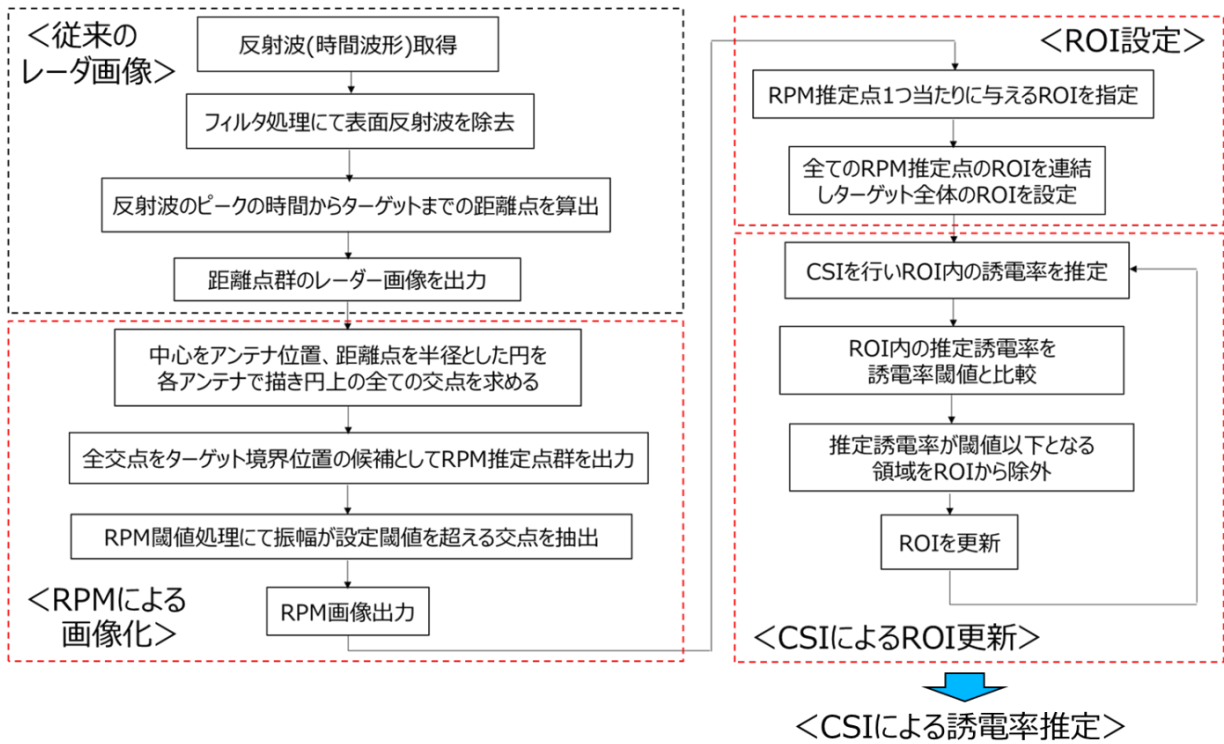 ＜従来の
レーダ画像＞
反射波(時間波形)取得
フィルタ処理にて表面反射波を除去
反射波のピークの時間からターゲットまでの距離点を算出
距離点群のレーダー画像を出力
中心をアンテナ位置、距離点を半径とした円を
各アンテナで描き円上の全ての交点を求める
全交点をターゲット境界位置の候補としてRPM推定点群を出力
RPM閾値処理にて振幅が設定閾値を超える交点を抽出
RPM画像出力
＜RPMによる
画像化＞
＜ROI設定＞
RPM推定点1つ当たりに与えるROIを指定
全てのRPM推定点のROIを連結
しターゲット全体のROIを設定
CSIを行いROI内の誘電率を推定
ROI内の推定誘電率を
誘電率閾値と比較
推定誘電率が閾値以下となる
領域をROIから除外
ROIを更新
＜CSIによるROI更新＞
＜CSIによる誘電率推定＞